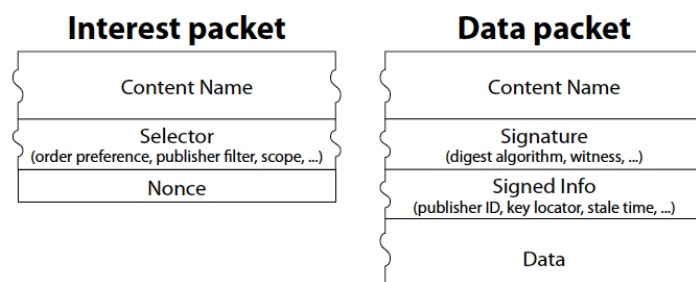 Interest packet
Content Name
Selector
(order preference, publisher filter, scope, ...)
Nonce
Data packet
Content Name
Signature
(digest algorithm, witness, ...)
Signed Info
(publisher ID, key locator, stale time, ...)
Data